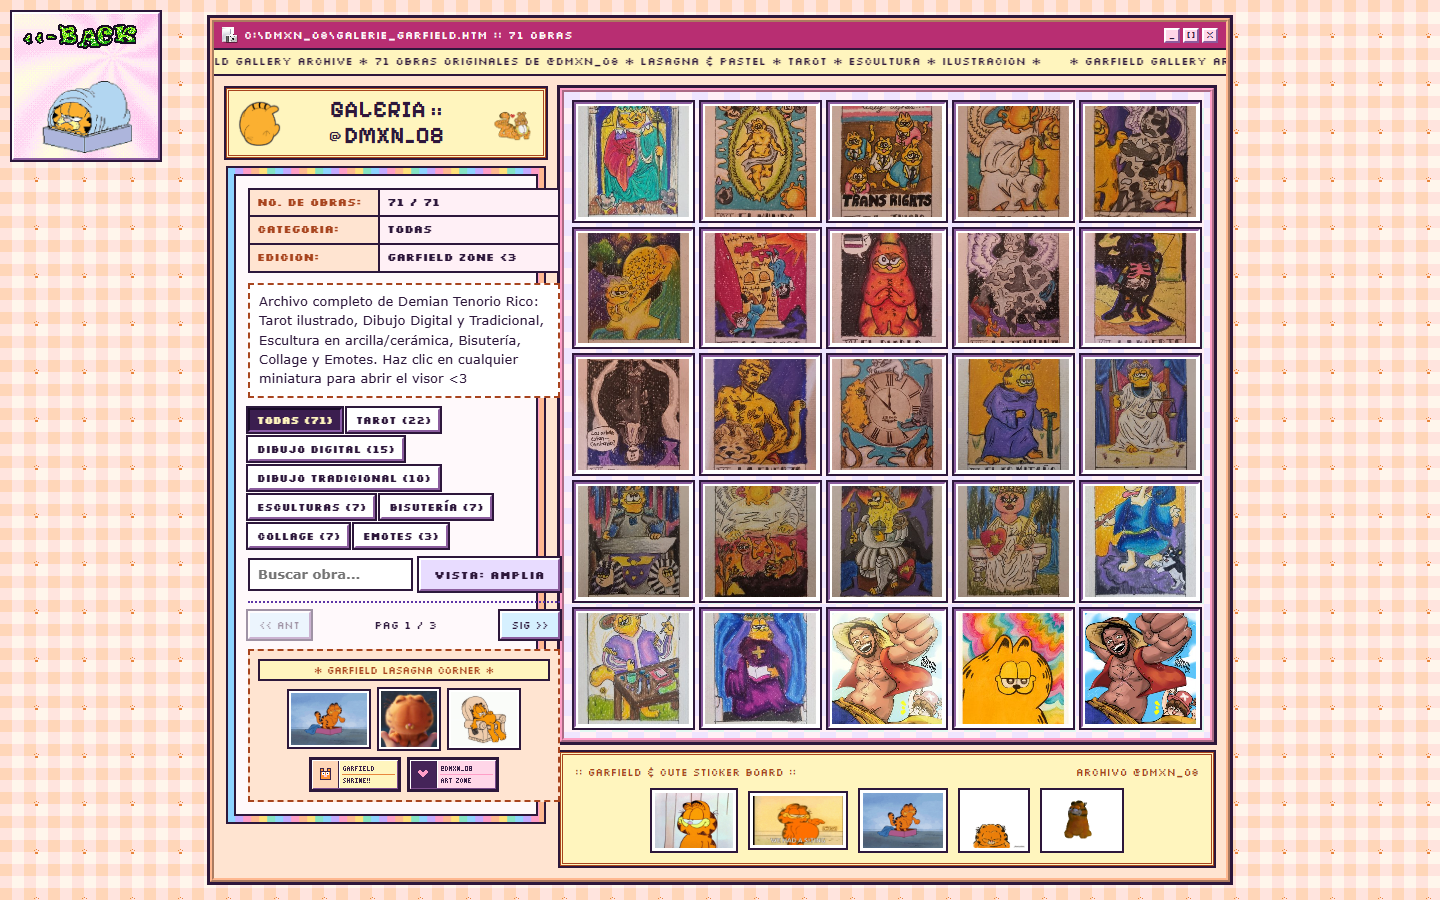 <-BACK
C:\DMXN_08\GALERIE_GARFIELD.HTM :: 71 OBRAS
LD GALLERY ARCHIVE * 71 OBRAS ORIGINALES DE @DMXN_08 * LASAGNA & PASTEL * TAROT * ESCULTURA * ILUSTRACION * * GARFIELD GALLERY AR
GALERIA ::
@DMXN_08
NO. DE OBRAS: 71 / 71
CATEGORIA: TODAS
EDICION: GARFIELD ZONE <3
Archivo completo de Demian Tenorio Rico:
Tarot ilustrado, Dibujo Digital y Tradicional,
Escultura en arcilla/cerámica, Bisutería,
Collage y Emotes. Haz clic en cualquier
miniatura para abrir el visor <3
TODAS (71) TAROT (22)
DIBUJO DIGITAL (15)
DIBUJO TRADICIONAL (10)
ESCULTURAS (7) BISUTERÍA (7)
COLLAGE (7) EMOTES (3)
Buscar obra... VISTA: AMPLIA
<< ANT PAG 1 / 3 SIG >>
* GARFIELD LASAGNA CORNER *
GARFIELD
SHRINE!!
@DMXN_08
ART ZONE
TRANS RIGHTS
:: GARFIELD & CUTE STICKER BOARD ::
ARCHIVO @DMXN_08